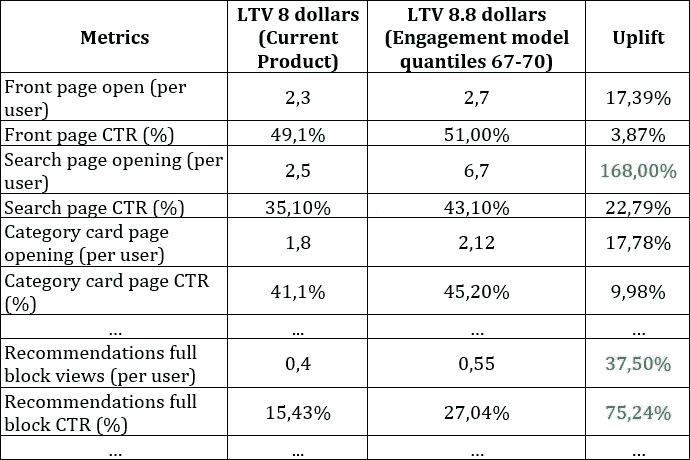 Metrics
LTV 8 dollars
(Current
Product)
LTV 8.8 dollars
(Engagement model
quantiles 67-70)
Uplift
Front page open (per
user)
2,3
2,7
17,39%
Front page CTR (%)
49,1%
51,00%
3,87%
Search page opening (per
user)
2,5
6,7
168,00%
Search page CTR (%)
35,10%
43,10%
22,79%
Category card page
opening (per user)
1,8
2,12
17,78%
Category card page CTR
(%)
41,1%
45,20%
9,98%
...
...
...
...
Recommendations full
block views (per user)
0,4
0,55
37,50%
Recommendations full
block CTR (%)
15,43%
27,04%
75,24%
...
...
...
...